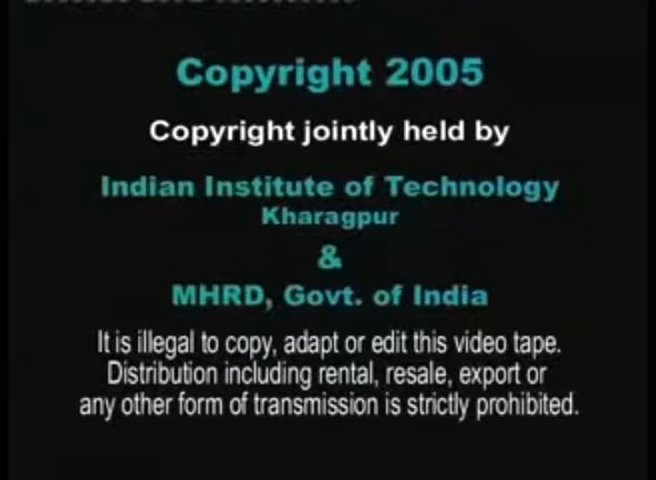 Copyright 2005
Copyright jointly held by
Indian Institute of Technology
Kharagpur
&
MHRD, Govt. of India
It is illegal to copy, adapt or edit this video tape.
Distribution including rental, resale, export or
any other form of transmission is strictly prohibited.